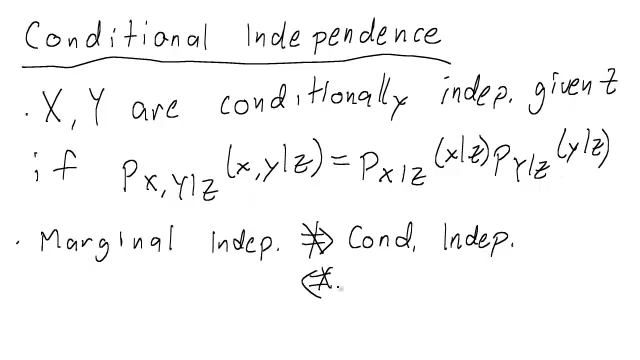 Conditional Independence
. X, Y are conditionally indep. given Z
if P_{X,Y|Z}(x,y|z) = P_{X|Z}(x|z) P_{Y|Z}(y|z)
. Marginal Indep. ⇏ Cond. Indep.
⇍.